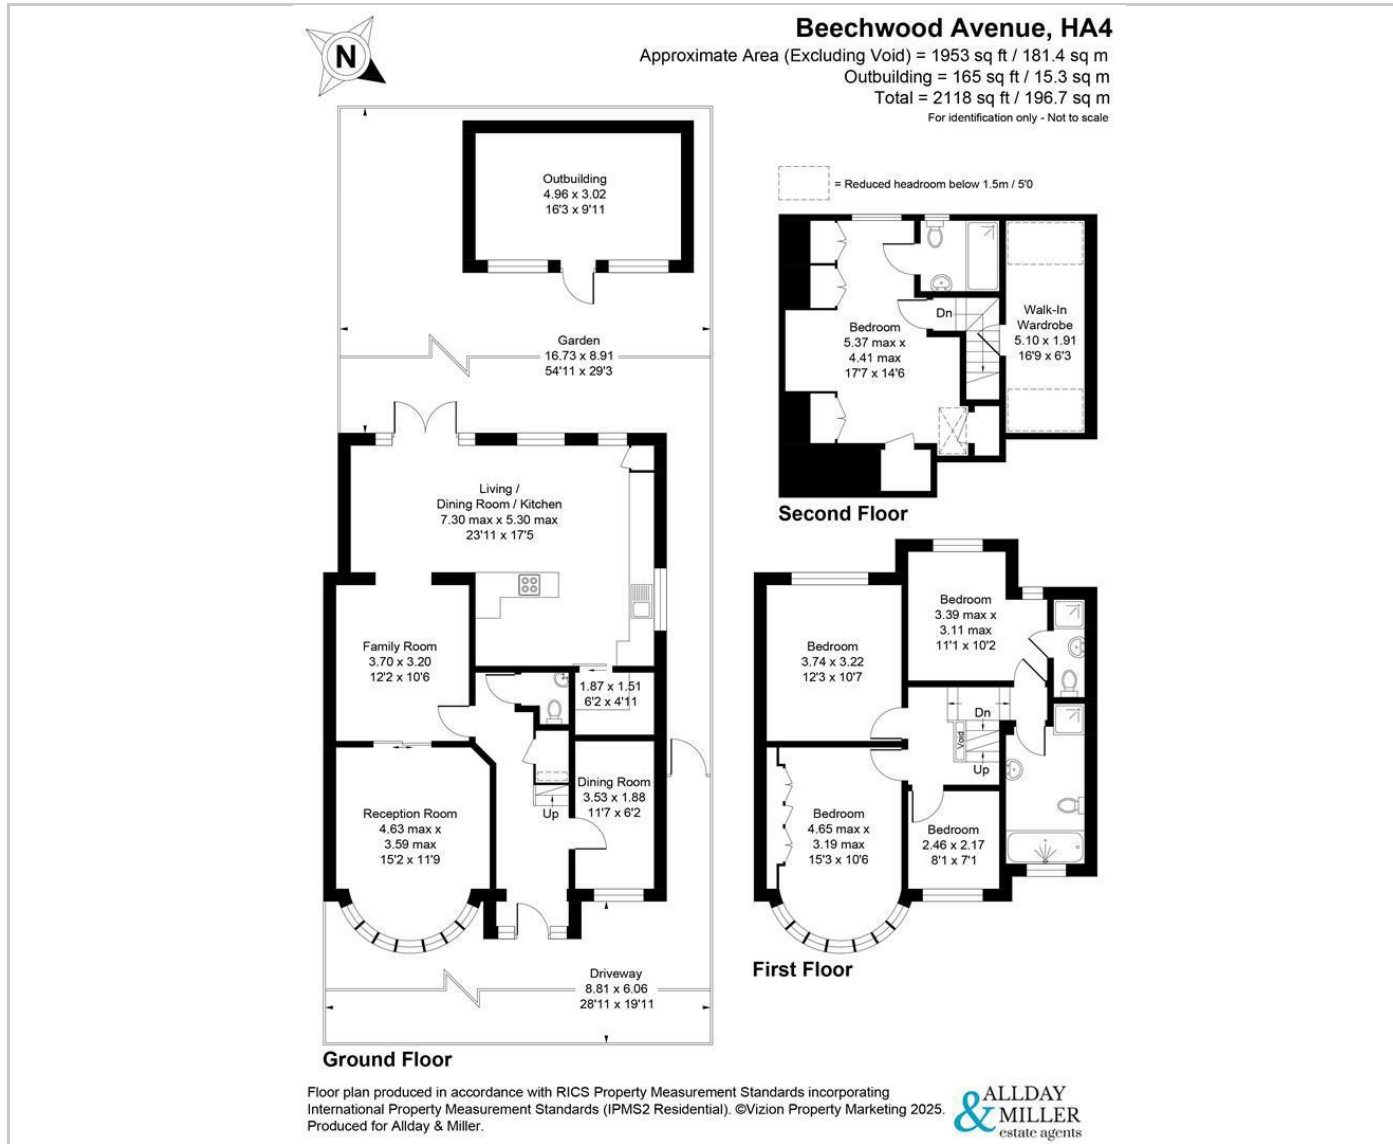 Beechwood Avenue, HA4
Approximate Area (Excluding Void) = 1953 sq ft / 181.4 sq m
Outbuilding = 165 sq ft / 15.3 sq m
Total = 2118 sq ft / 196.7 sq m
For identification only - Not to scale
N
= Reduced headroom below 1.5m / 5'0
Outbuilding
4.96 x 3.02
16'3 x 9'11
Garden
16.73 x 8.91
54'11 x 29'3
Living /
Dining Room / Kitchen
7.30 max x 5.30 max
23'11 x 17'5
Family Room
3.70 x 3.20
12'2 x 10'6
1.87 x 1.51
6'2 x 4'11
Dining Room
3.53 x 1.88
11'7 x 6'2
Up
Reception Room
4.63 max x
3.59 max
15'2 x 11'9
Driveway
8.81 x 6.06
28'11 x 19'11
Ground Floor
Dn
Bedroom
5.37 max x
4.41 max
17'7 x 14'6
Walk-In
Wardrobe
5.10 x 1.91
16'9 x 6'3
Second Floor
Bedroom
3.39 max x
3.11 max
11'1 x 10'2
Bedroom
3.74 x 3.22
12'3 x 10'7
Dn
Void
Up
Bedroom
4.65 max x
3.19 max
15'3 x 10'6
Bedroom
2.46 x 2.17
8'1 x 7'1
First Floor
Floor plan produced in accordance with RICS Property Measurement Standards incorporating
International Property Measurement Standards (IPMS2 Residential). ©Vizion Property Marketing 2025.
Produced for Allday & Miller.
ALLDAY
& MILLER
estate agents